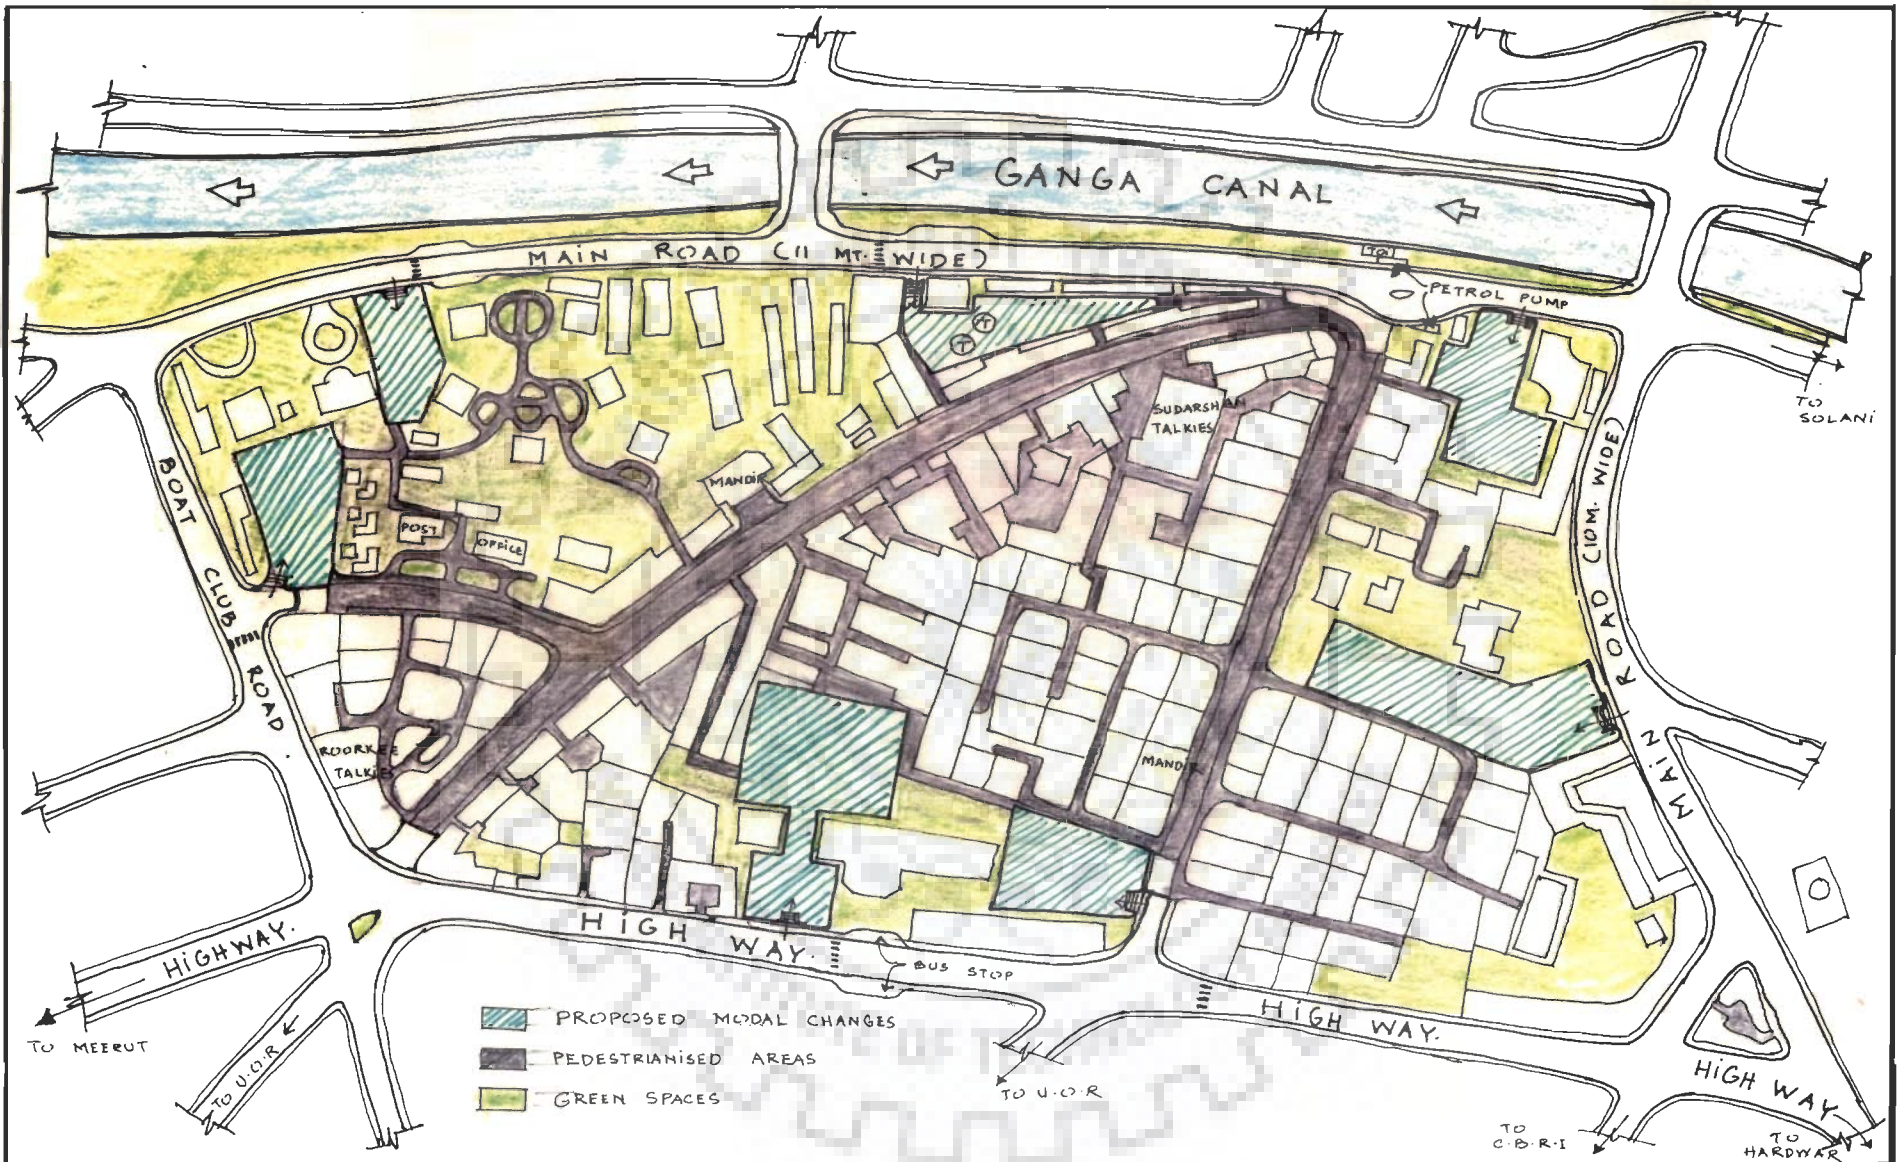 GANGA CANAL
MAIN ROAD (11 MT. WIDE)
PETROL PUMP
TO
SOLANI
T
T
SUDARSHAN
TALKIES
MANDIR
POST
OFFICE
BOAT CLUB ROAD
MAIN ROAD (10M. WIDE)
ROORKEE
TALKIES
MANDIR
HIGHWAY.
HIGH WAY.
BUS STOP
HIGH WAY.
HIGH WAY
TO MEERUT
TO U.O.R
TO U.O.R
TO
C.B.R.I
TO
HARDWAR
PROPOSED MODAL CHANGES
PEDESTRIANISED AREAS
GREEN SPACES